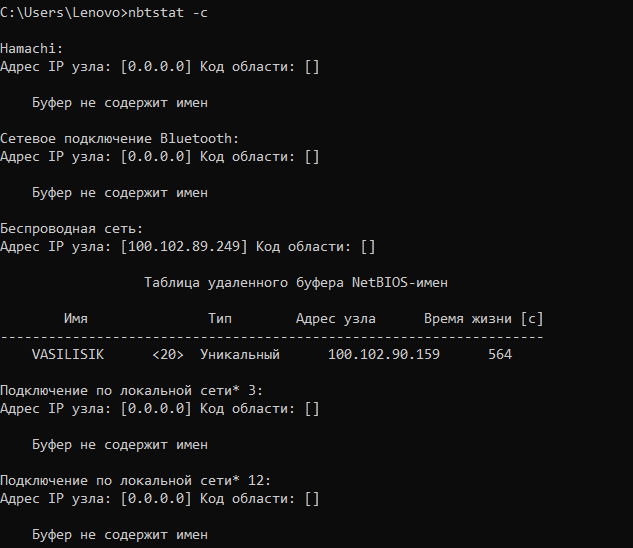 C:\Users\Lenovo>nbtstat -c
Hamachi:
Адрес IP узла: [0.0.0.0] Код области: []
Буфер не содержит имен
Сетевое подключение Bluetooth:
Адрес IP узла: [0.0.0.0] Код области: []
Буфер не содержит имен
Беспроводная сеть:
Адрес IP узла: [100.102.89.249] Код области: []
Таблица удаленного буфера NetBIOS-имен
Имя Тип Адрес узла Время жизни [с]
--------------------------------------------------------------------
VASILISIK <20> Уникальный 100.102.90.159 564
Подключение по локальной сети* 3:
Адрес IP узла: [0.0.0.0] Код области: []
Буфер не содержит имен
Подключение по локальной сети* 12:
Адрес IP узла: [0.0.0.0] Код области: []
Буфер не содержит имен